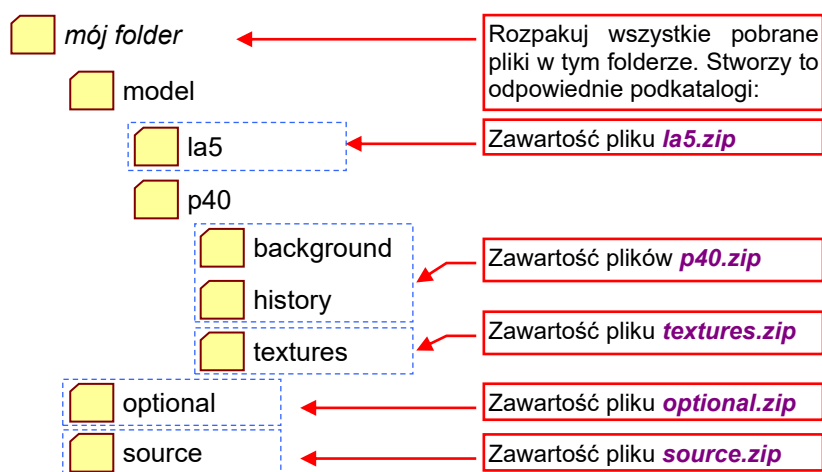 mój folder
Rozpakuj wszystkie pobrane
pliki w tym folderze. Stworzy to
odpowiednie podkatalogi:
model
la5
Zawartość pliku la5.zip
p40
background
history
Zawartość plików p40.zip
textures
Zawartość pliku textures.zip
optional
Zawartość pliku optional.zip
source
Zawartość pliku source.zip